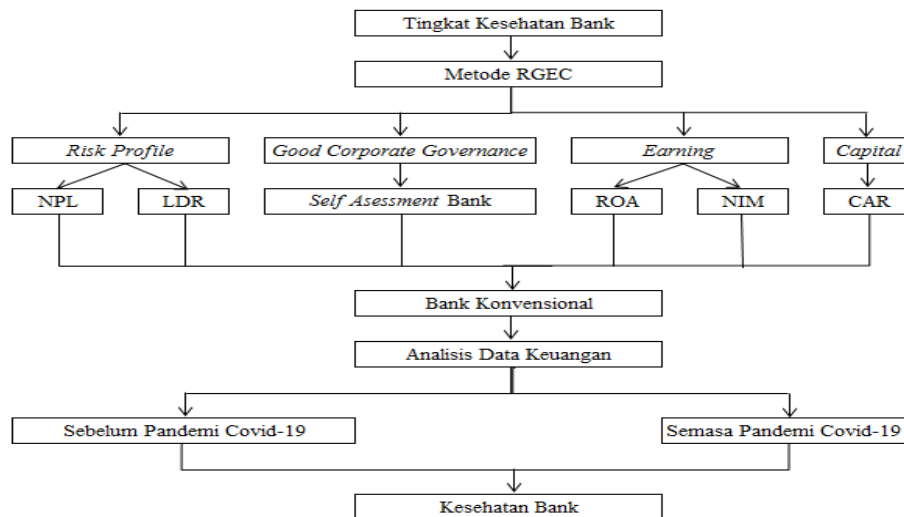 Tingkat Kesehatan Bank
Metode RGEC
Risk Profile
Good Corporate Governance
Earning
Capital
NPL
LDR
Self Asessment Bank
ROA
NIM
CAR
Bank Konvensional
Analisis Data Keuangan
Sebelum Pandemi Covid-19
Semasa Pandemi Covid-19
Kesehatan Bank